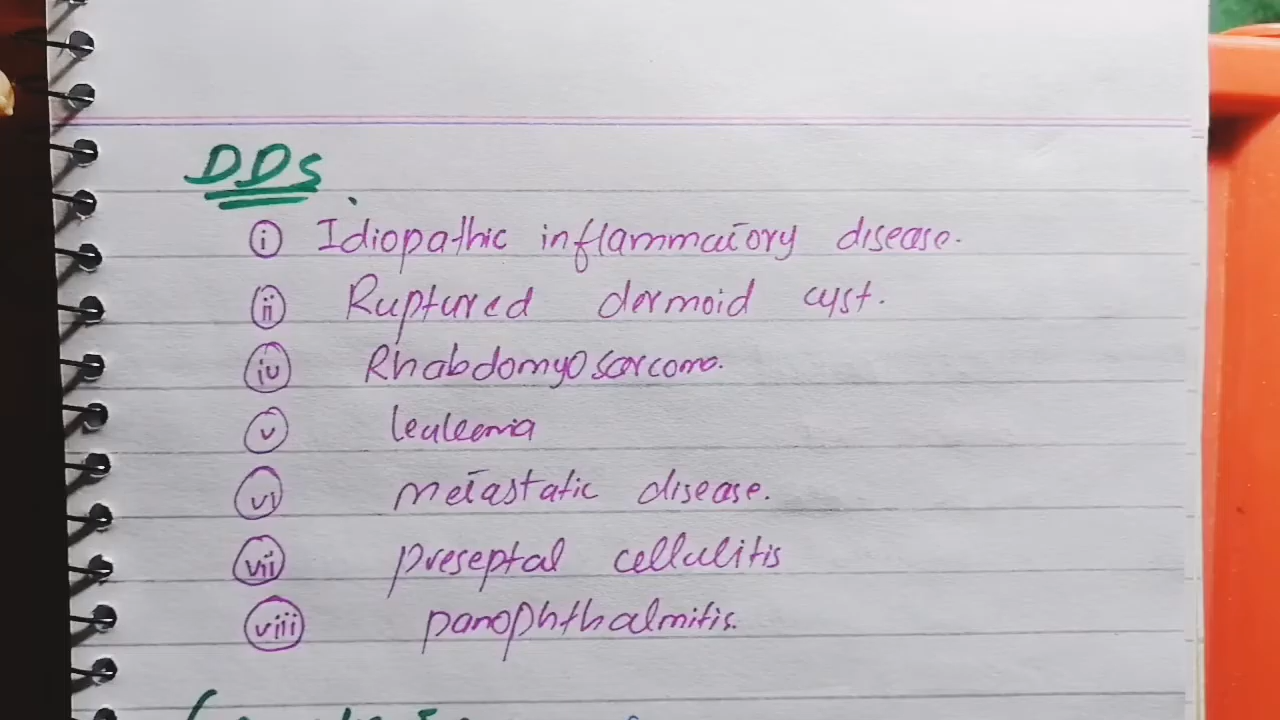 DDs
i Idiopathic inflammatory disease.
ii Ruptured dermoid cyst.
iv Rhabdomyosarcoma.
v leukemia
vi metastatic disease.
vii preseptal cellulitis
viii panophthalmitis.